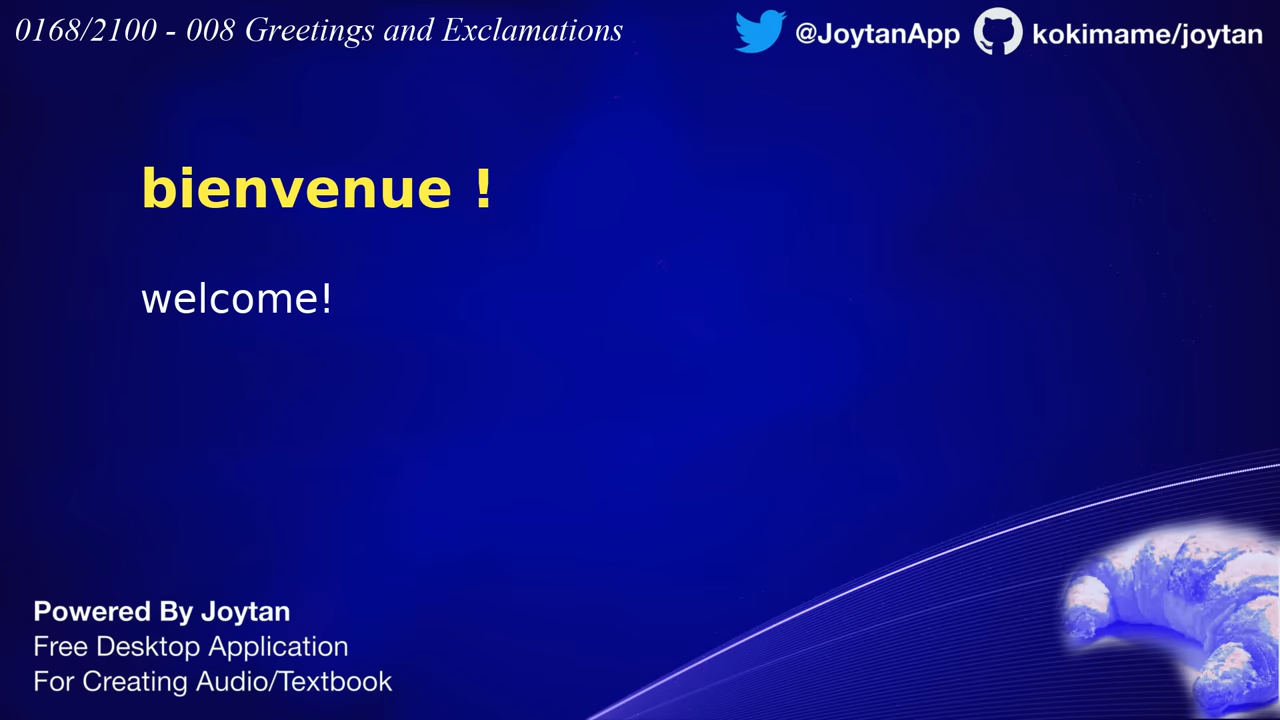 0168/2100 - 008 Greetings and Exclamations
@JoytanApp
kokimame/joytan
bienvenue !
welcome!
Powered By Joytan
Free Desktop Application
For Creating Audio/Textbook